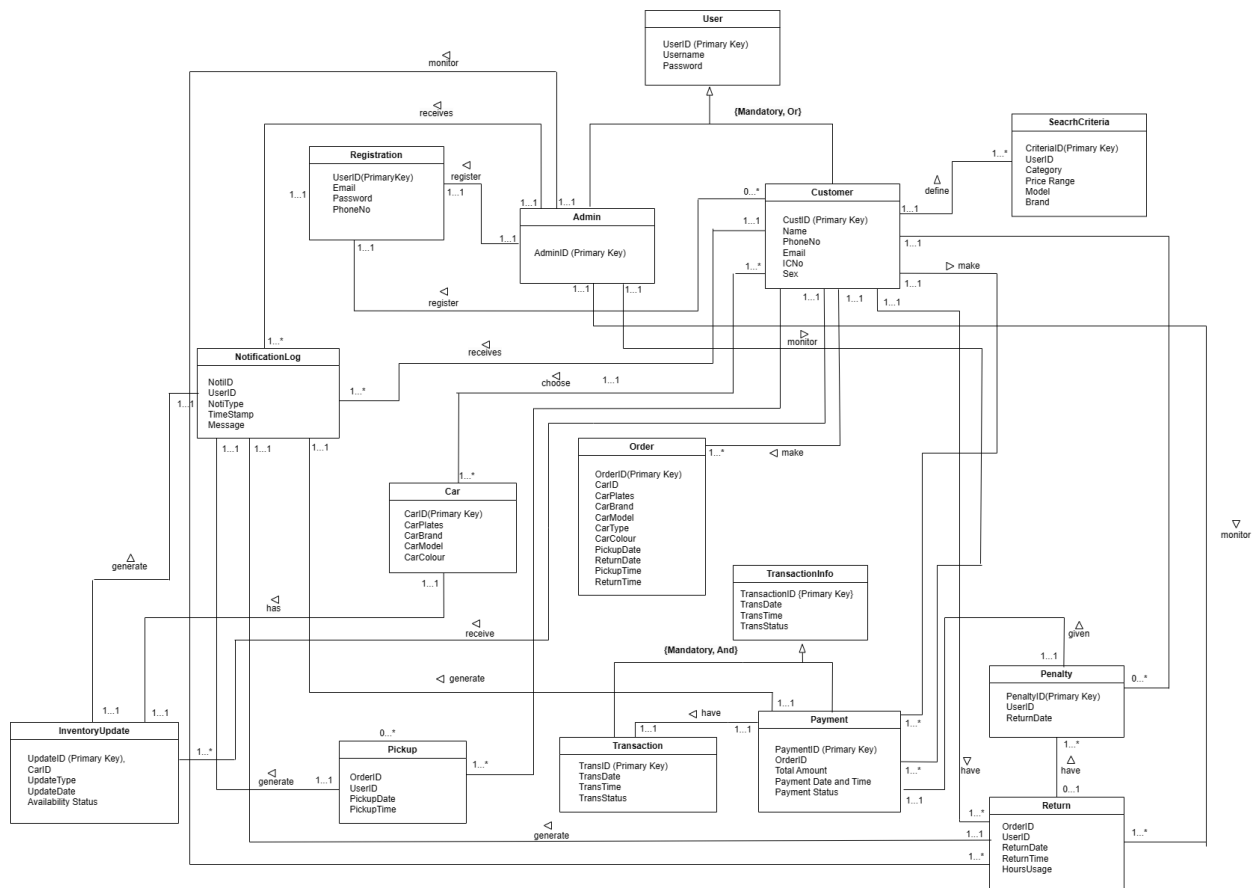 User
UserID (Primary Key)
Username
Password
monitor
receives
{Mandatory, Or}
SeacrhCriteria
CriteriaID(Primary Key)
UserID
Category
Price Range
Model
Brand
1...*
define
1...1
Registration
UserID(PrimaryKey)
Email
Password
PhoneNo
1...1
1...1
1...1
register
1...1
1...1
1...1
Admin
AdminID (Primary Key)
1...1
1...1
0...*
1...1
1...*
Customer
CustID (Primary Key)
Name
PhoneNo
Email
ICNo
Sex
1...1
make
1...1
1...1
1...1
1...1
register
monitor
1...*
NotificationLog
NotiID
UserID
NotiType
TimeStamp
Message
1...1
1...*
receives
choose
1...1
1...1
1...1
1...1
Order
OrderID(Primary Key)
CarID
CarPlates
CarBrand
CarModel
CarType
CarColour
PickupDate
ReturnDate
PickupTime
ReturnTime
1...*
make
1...*
Car
CarID(Primary Key)
CarPlates
CarBrand
CarModel
CarColour
1...1
monitor
generate
has
receive
TransactionInfo
TransactionID {Primary Key}
TransDate
TransTime
TransStatus
{Mandatory, And}
given
1...1
Penalty
PenaltyID(Primary Key)
UserID
ReturnDate
0...*
1...*
generate
1...1
have
1...1
1...1
Payment
PaymentID (Primary Key)
OrderID
Total Amount
Payment Date and Time
Payment Status
1...*
1...*
1...1
Transaction
TransID (Primary Key)
TransDate
TransTime
TransStatus
1...1
1...1
InventoryUpdate
UpdateID (Primary Key),
CarID
UpdateType
UpdateDate
Availability Status
1...*
generate
1...1
0...*
Pickup
OrderID
UserID
PickupDate
PickupTime
1...*
have
have
0...1
1...*
Return
OrderID
UserID
ReturnDate
ReturnTime
HoursUsage
1...*
generate
1...1
1...*